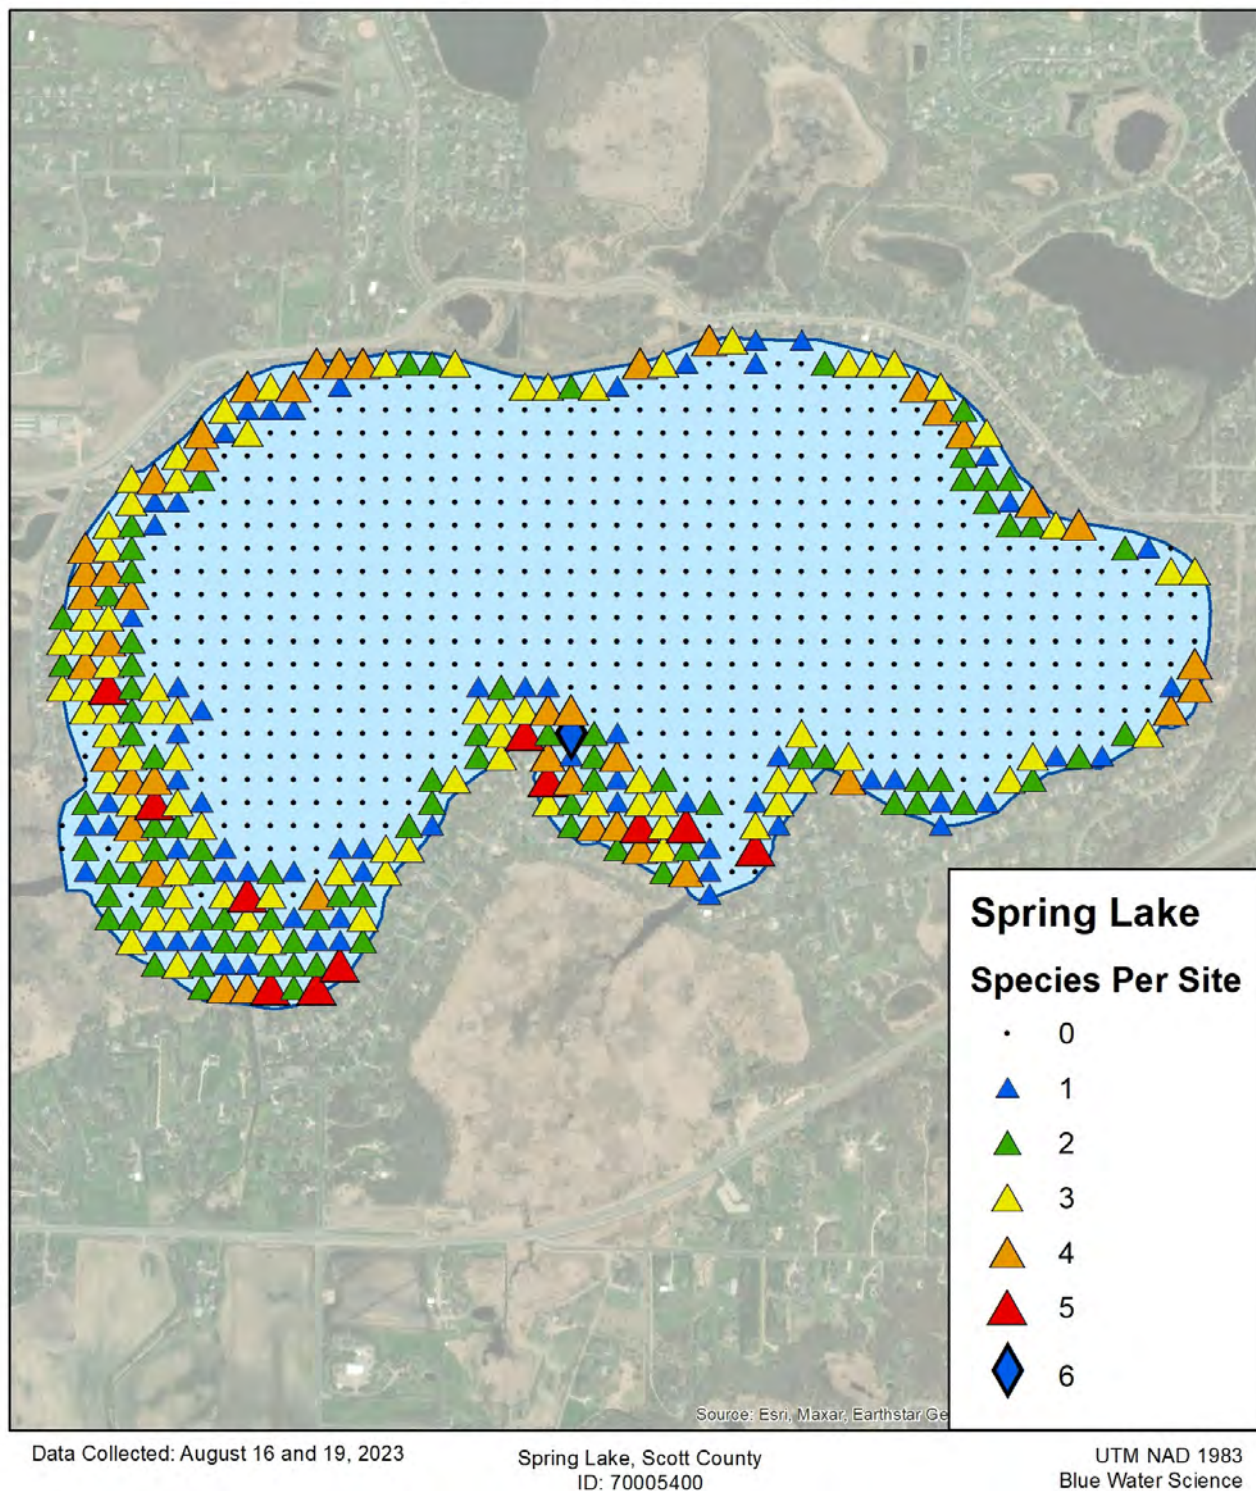 Spring Lake
Species Per Site
0
1
2
3
4
5
6
Source: Esri, Maxar, Earthstar Ge
Data Collected: August 16 and 19, 2023
Spring Lake, Scott County
ID: 70005400
UTM NAD 1983
Blue Water Science